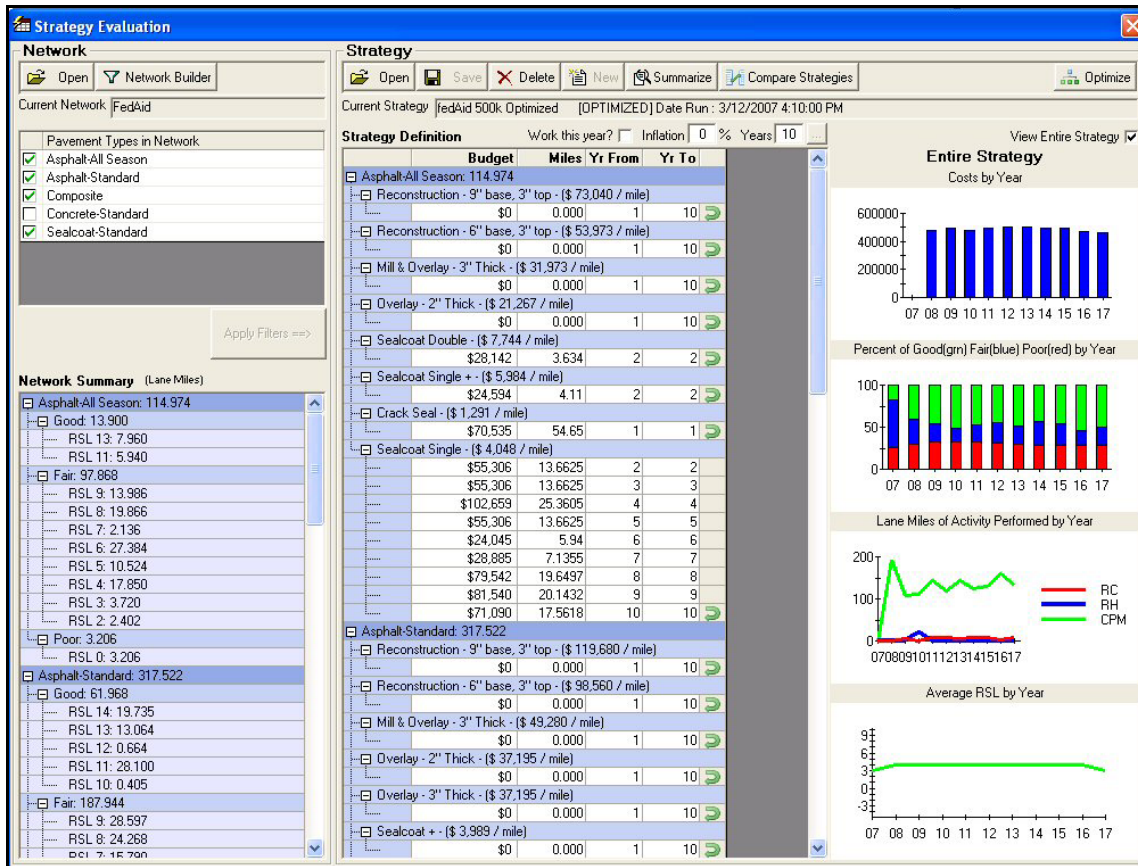 Strategy Evaluation
Network
Open Network Builder
Current Network FedAid
Pavement Types in Network
Asphalt-All Season
Asphalt-Standard
Composite
Concrete-Standard
Sealcoat-Standard
Apply Filters ==>
Network Summary (Lane Miles)
Asphalt-All Season: 114.974
Good: 13.900
RSL 13: 7.960
RSL 11: 5.940
Fair: 97.868
RSL 9: 13.986
RSL 8: 19.866
RSL 7: 2.136
RSL 6: 27.384
RSL 5: 10.524
RSL 4: 17.850
RSL 3: 3.720
RSL 2: 2.402
Poor: 3.206
RSL 0: 3.206
Asphalt-Standard: 317.522
Good: 61.968
RSL 14: 19.735
RSL 13: 13.064
RSL 12: 0.664
RSL 11: 28.100
RSL 10: 0.405
Fair: 187.944
RSL 9: 28.597
RSL 8: 24.268
RSL 7: 15.790
Strategy
Open Save Delete New Summarize Compare Strategies Optimize
Current Strategy fedAid 500k Optimized [OPTIMIZED] Date Run : 3/12/2007 4:10:00 PM
Strategy Definition Work this year? Inflation 0 % Years 10 ... View Entire Strategy
Budget Miles Yr From Yr To
Asphalt-All Season: 114.974
Reconstruction - 9" base, 3" top - ($ 73,040 / mile)
$0 0.000 1 10
Reconstruction - 6" base, 3" top - ($ 53,973 / mile)
$0 0.000 1 10
Mill & Overlay - 3" Thick - ($ 31,973 / mile)
$0 0.000 1 10
Overlay - 2" Thick - ($ 21,267 / mile)
$0 0.000 1 10
Sealcoat Double - ($ 7,744 / mile)
$28,142 3.634 2 2
Sealcoat Single + - ($ 5,984 / mile)
$24,594 4.11 2 2
Crack Seal - ($ 1,291 / mile)
$70,535 54.65 1 1
Sealcoat Single - ($ 4,048 / mile)
$55,306 13.6625 2 2
$55,306 13.6625 3 3
$102,659 25.3605 4 4
$55,306 13.6625 5 5
$24,045 5.94 6 6
$28,885 7.1355 7 7
$79,542 19.6497 8 8
$81,540 20.1432 9 9
$71,090 17.5618 10 10
Asphalt-Standard: 317.522
Reconstruction - 9" base, 3" top - ($ 119,680 / mile)
$0 0.000 1 10
Reconstruction - 6" base, 3" top - ($ 98,560 / mile)
$0 0.000 1 10
Mill & Overlay - 3" Thick - ($ 49,280 / mile)
$0 0.000 1 10
Overlay - 2" Thick - ($ 37,195 / mile)
$0 0.000 1 10
Overlay - 3" Thick - ($ 37,195 / mile)
$0 0.000 1 10
Sealcoat + - ($ 3,989 / mile)
$0 0.000 1 10
Entire Strategy
Costs by Year
600000
400000
200000
0
07 08 09 10 11 12 13 14 15 16 17
Percent of Good(grn) Fair(blue) Poor(red) by Year
100
50
0
07 08 09 10 11 12 13 14 15 16 17
Lane Miles of Activity Performed by Year
200
100
0
RC
RH
CPM
0708091011121314151617
Average RSL by Year
9
6
3
0
-3
07 08 09 10 11 12 13 14 15 16 17